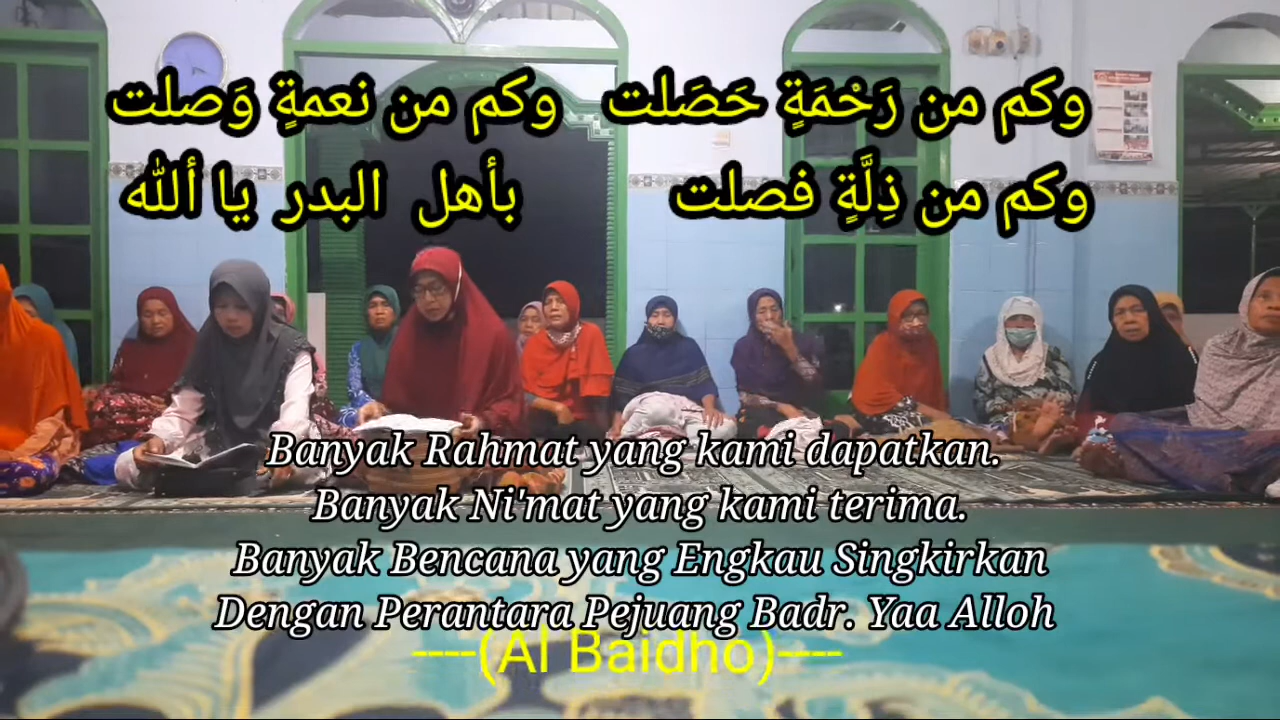 وكم من رَحْمَةٍ حَصَلت   وكم من نعمةٍ وَصلت
وكم من ذِلَّةٍ فصلت   بأهل البدر يا ألله
Banyak Rahmat yang kami dapatkan.
Banyak Ni'mat yang kami terima.
Banyak Bencana yang Engkau Singkirkan
Dengan Perantara Pejuang Badr. Yaa Alloh
----(Al Baidho)----